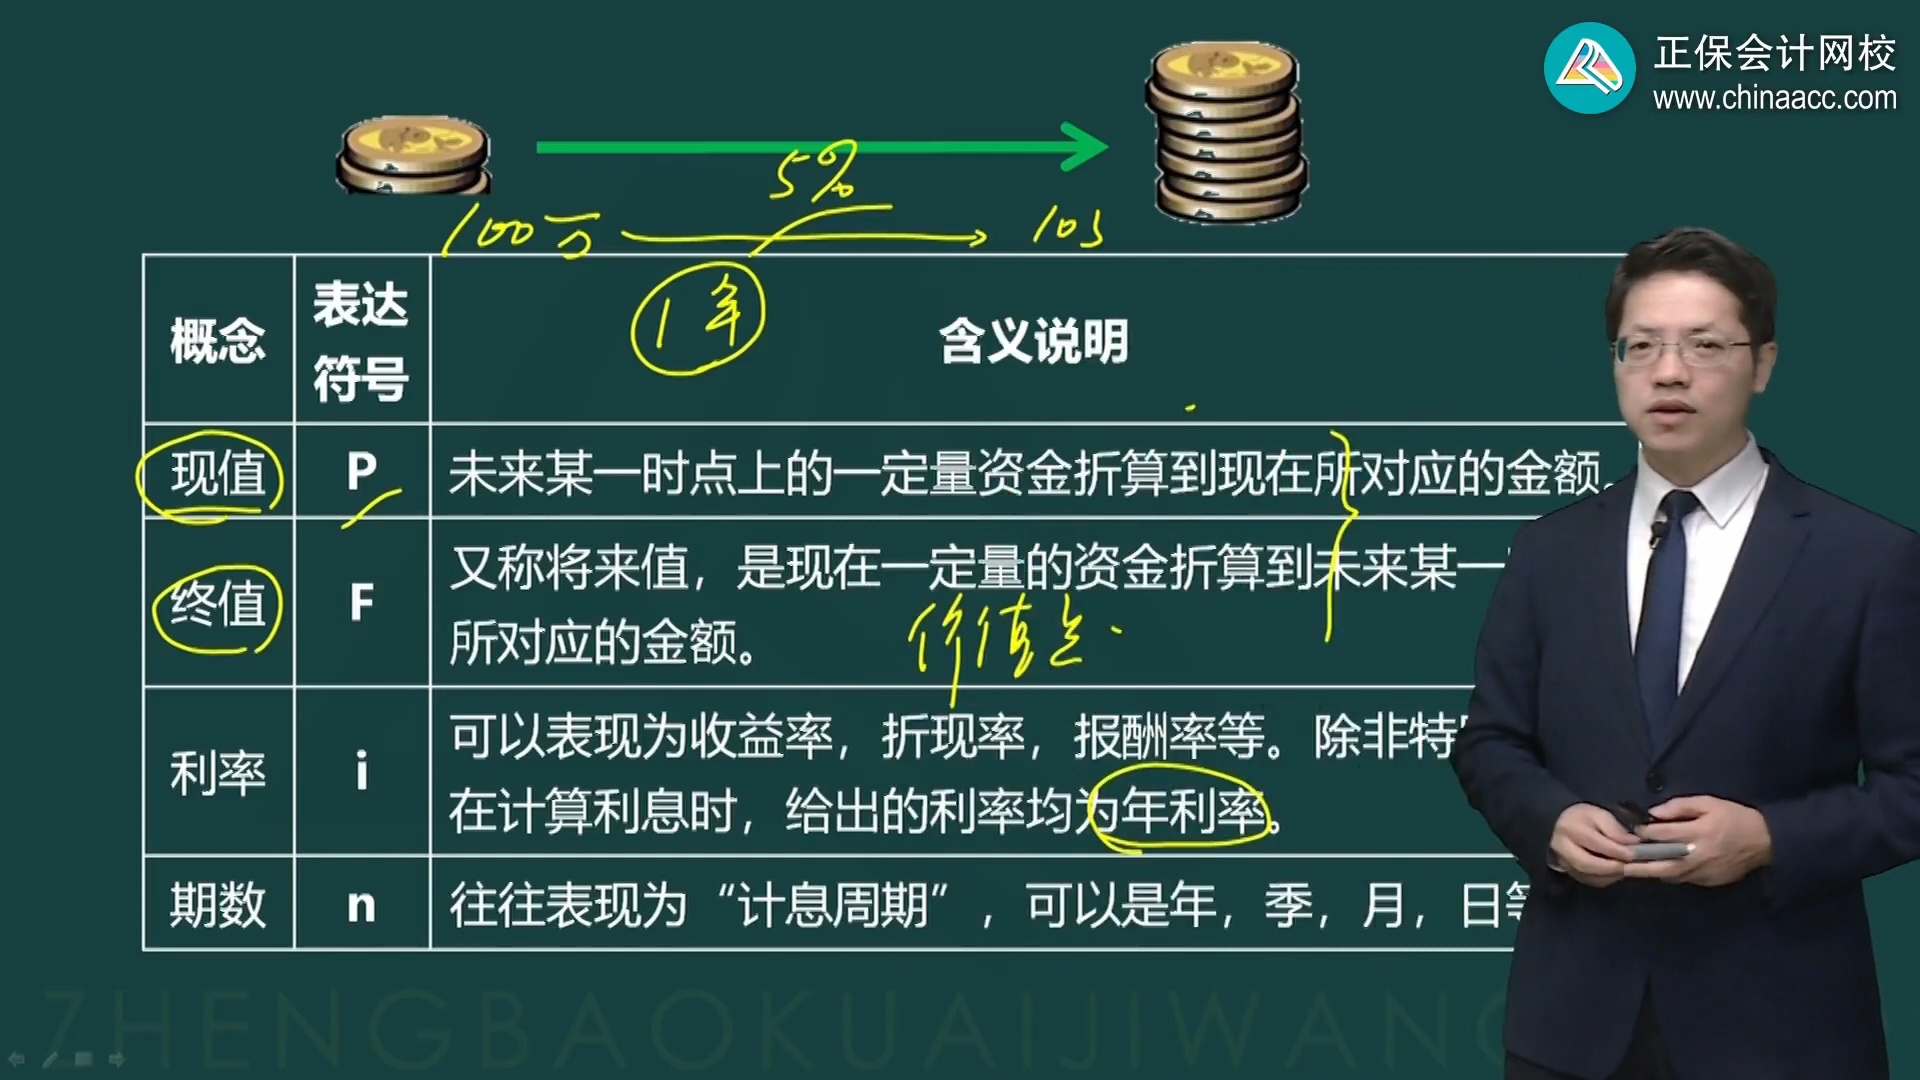 正保会计网校
www.chinaacc.com
5%
100万
105
1年
概念
表达
符号
含义说明
现值
P
未来某一时点上的一定量资金折算到现在所对应的金额。
终值
F
又称将来值，是现在一定量的资金折算到未来某一
所对应的金额。
价值
利率
i
可以表现为收益率，折现率，报酬率等。除非特
在计算利息时，给出的利率均为年利率。
期数
n
往往表现为“计息周期”，可以是年，季，月，日等
ZHENGBAOKUAIJIWANG